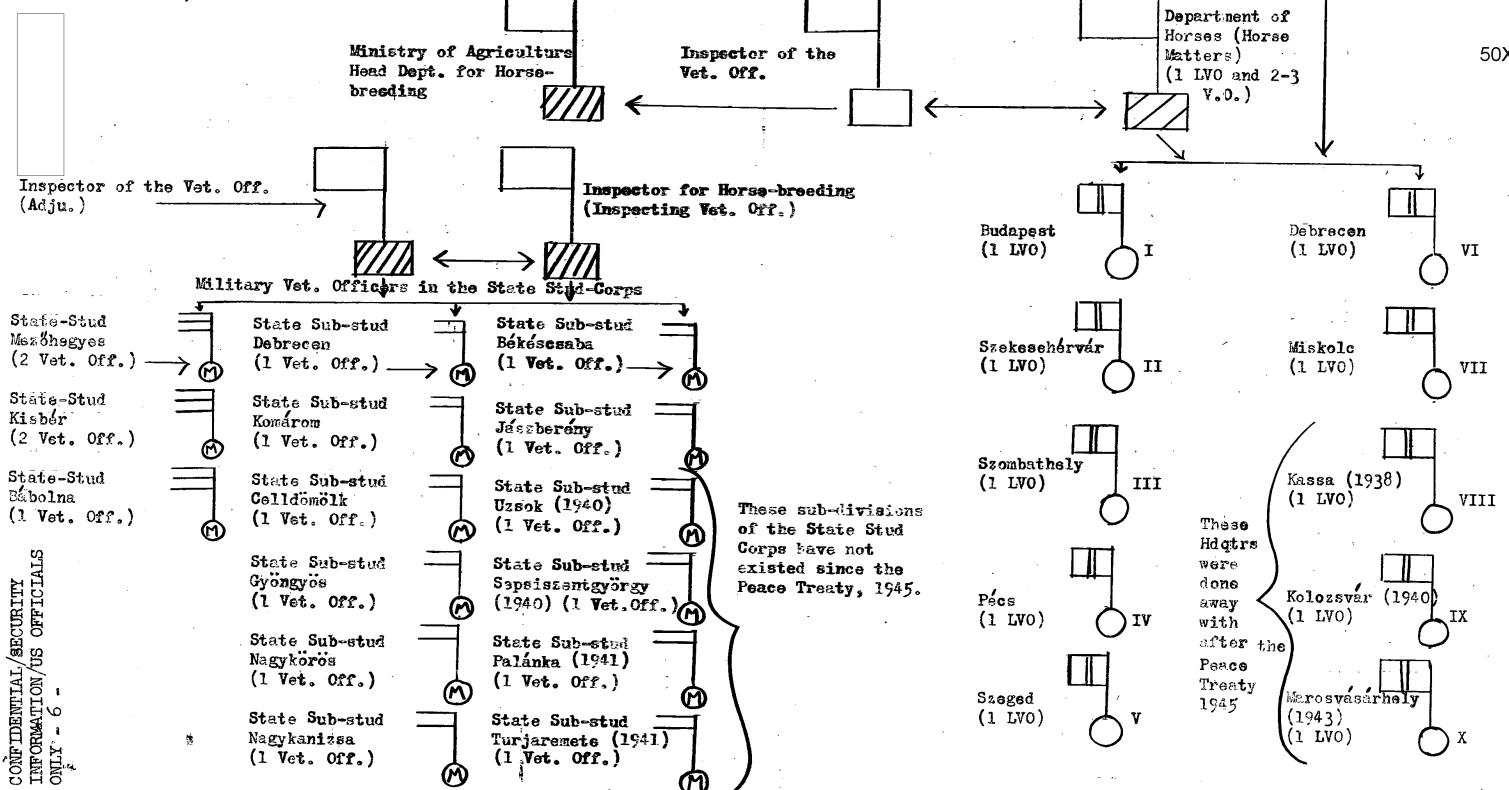 Ministry of Agriculture
Head Dept. for Horse-
breeding
Inspector of the
Vet. Off.
Department of
Horses (Horse
Matters)
(1 LVO and 2-3
V.O.)
50X
Inspector of the Vet. Off.
(Adju.)
Inspector for Horse-breeding
(Inspecting Vet. Off.)
Military Vet. Officers in the State Stud-Corps
State-Stud
Mezőhegyes
(2 Vet. Off.)
M
State-Stud
Kisbér
(2 Vet. Off.)
M
State-Stud
Bábolna
(1 Vet. Off.)
M
State Sub-stud
Debrecen
(1 Vet. Off.)
M
State Sub-stud
Komárom
(1 Vet. Off.)
M
State Sub-stud
Celldömölk
(1 Vet. Off.)
M
State Sub-stud
Gyöngyös
(1 Vet. Off.)
M
State Sub-stud
Nagykörös
(1 Vet. Off.)
M
State Sub-stud
Nagykanizsa
(1 Vet. Off.)
M
State Sub-stud
Békéscsaba
(1 Vet. Off.)
M
State Sub-stud
Jászberény
(1 Vet. Off.)
M
State Sub-stud
Uzsok (1940)
(1 Vet. Off.)
M
State Sub-stud
Sepsiszentgyörgy
(1940) (1 Vet.Off.)
M
State Sub-stud
Palánka (1941)
(1 Vet. Off.)
M
State Sub-stud
Turjaremete (1941)
(1 Vet. Off.)
M
These sub-divisions
of the State Stud
Corps have not
existed since the
Peace Treaty, 1945.
Budapest
(1 LVO)
I
Szekesehérvár
(1 LVO)
II
Szombathely
(1 LVO)
III
Pécs
(1 LVO)
IV
Szeged
(1 LVO)
V
Debrecen
(1 LVO)
VI
Miskolc
(1 LVO)
VII
Kassa (1938)
(1 LVO)
VIII
Kolozsvár (1940)
(1 LVO)
IX
Marosvásárhely
(1943)
(1 LVO)
X
These
Hdqtrs
were
done
away
with
after the
Peace
Treaty
1945
CONFIDENTIAL/SECURITY
INFORMATION/US OFFICIALS
ONLY - 6 -